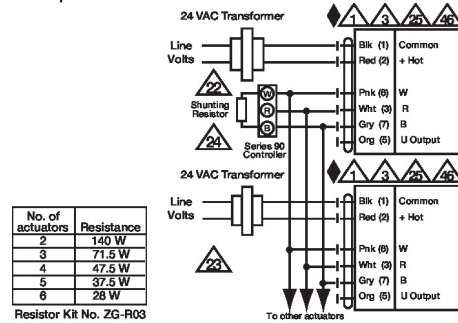 24 VAC Transformer
1 3 25 46
Line
Volts
Blk (1) Common
Red (2) + Hot
22
Shunting
Resistor
24
W
R
B
Series 90
Controller
Pnk (6) W
Wht (3) R
Gry (7) B
Org (5) U Output
24 VAC Transformer
1 3 25 46
Line
Volts
Blk (1) Common
Red (2) + Hot
23
Pnk (6) W
Wht (3) R
Gry (7) B
Org (5) U Output
To other actuators
No. of
actuators Resistance
2 140 W
3 71.5 W
4 47.5 W
5 37.5 W
6 28 W
Resistor Kit No. ZG-R03